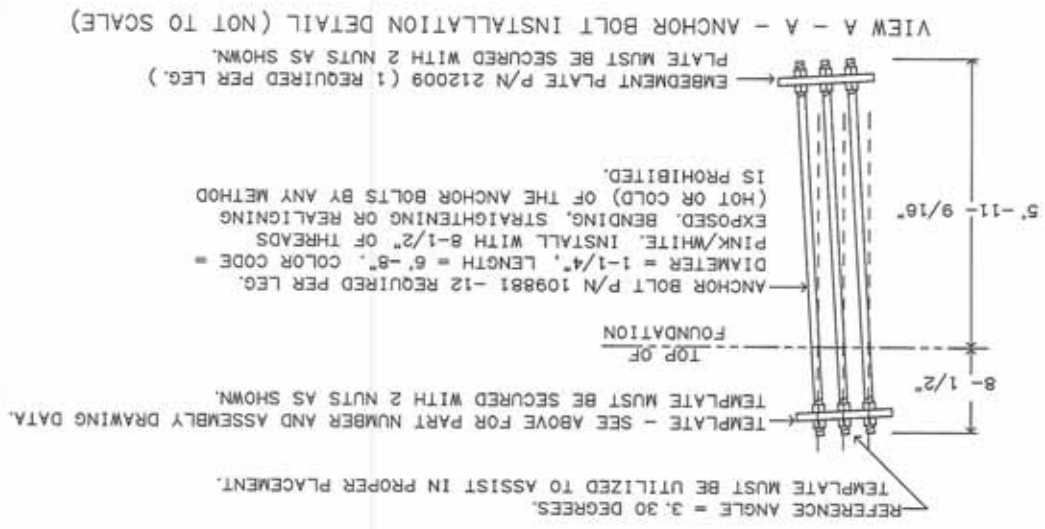 REFERENCE ANGLE = 3.30 DEGREES.
TEMPLATE MUST BE UTILIZED TO ASSIST IN PROPER PLACEMENT.
TEMPLATE - SEE ABOVE FOR PART NUMBER AND ASSEMBLY DRAWING DATA.
TEMPLATE MUST BE SECURED WITH 2 NUTS AS SHOWN.
8-1/2"
TOP OF
FOUNDATION
ANCHOR BOLT P/N 109881 -12 REQUIRED PER LEG.
DIAMETER = 1-1/4", LENGTH = 6'-8". COLOR CODE =
PINK/WHITE. INSTALL WITH 8-1/2" OF THREADS
EXPOSED. BENDING, STRAIGHTENING OR REALIGNING
(HOT OR COLD) OF THE ANCHOR BOLTS BY ANY METHOD
IS PROHIBITED.
5'-11- 9/16"
EMBEDMENT PLATE P/N 212009 (1 REQUIRED PER LEG )
PLATE MUST BE SECURED WITH 2 NUTS AS SHOWN.
VIEW A - A - ANCHOR BOLT INSTALLATION DETAIL (NOT TO SCALE)